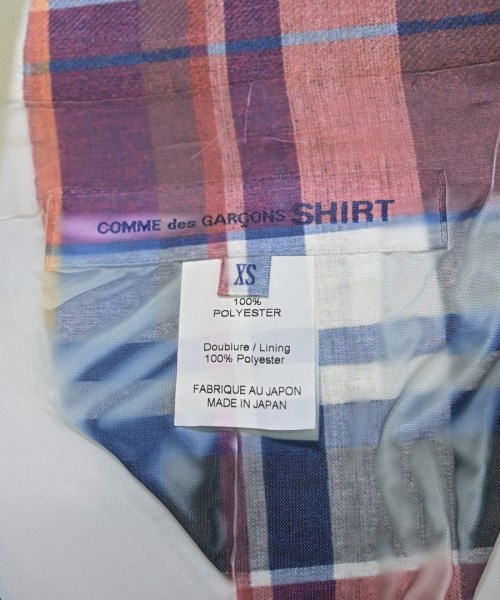 COMME des GARÇONS SHIRT
XS
100%
POLYESTER
Doublure / Lining
100% Polyester
FABRIQUE AU JAPON
MADE IN JAPAN